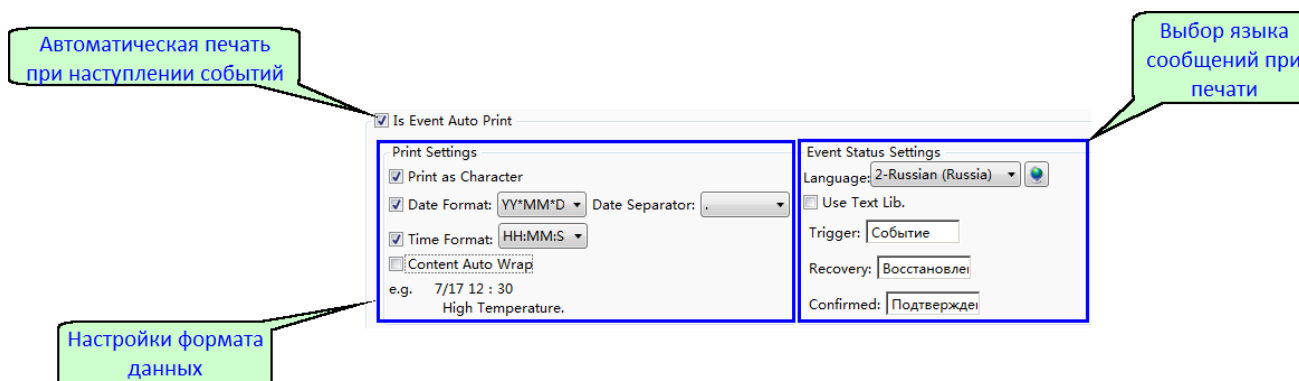 Автоматическая печать
при наступлении событий
Выбор языка
сообщений при
печати
Is Event Auto Print
Print Settings
Print as Character
Date Format: YY*MM*D Date Separator: .
Time Format: HH:MM:S
Content Auto Wrap
e.g. 7/17 12 : 30
High Temperature.
Event Status Settings
Language: 2-Russian (Russia)
Use Text Lib.
Trigger: Событие
Recovery: Восстановле
Confirmed: Подтвержде
Настройки формата
данных